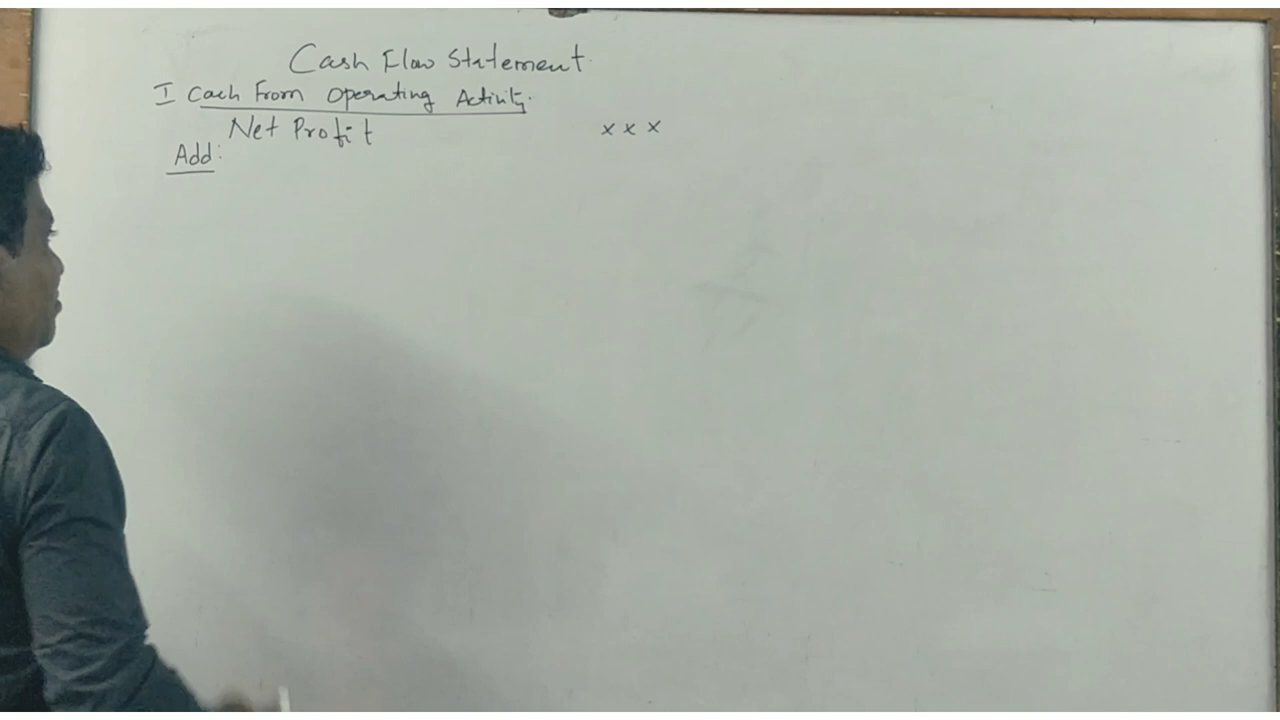 Cash Flow Statement
I Cash From Operating Activity.
Net Profit x x x
Add: